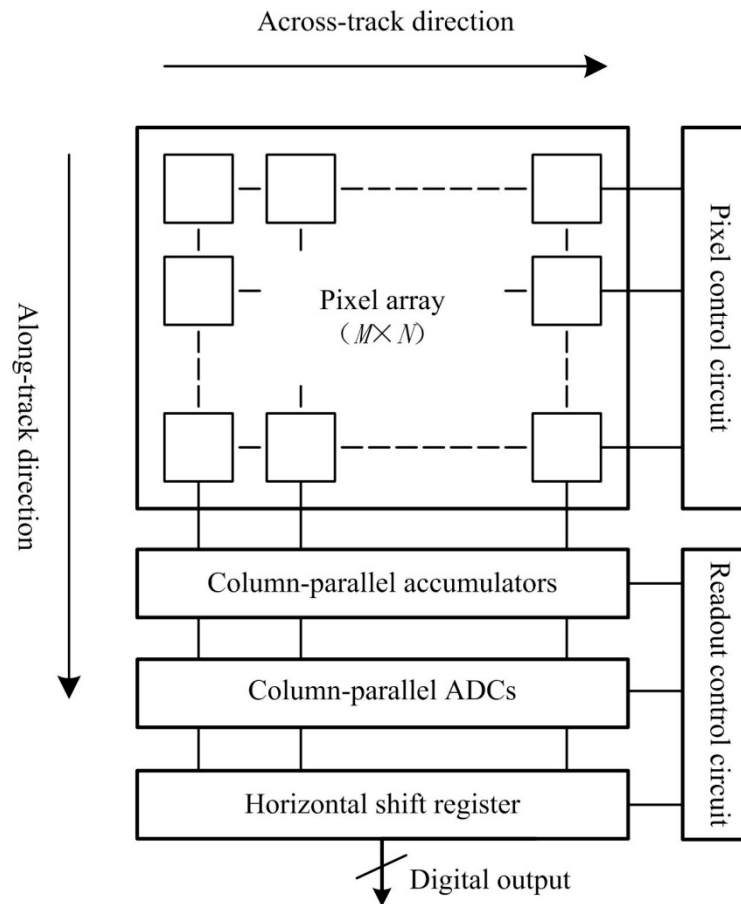 Across-track direction
Along-track direction
Pixel array
(M×N)
Pixel control circuit
Column-parallel accumulators
Column-parallel ADCs
Horizontal shift register
Readout control circuit
Digital output